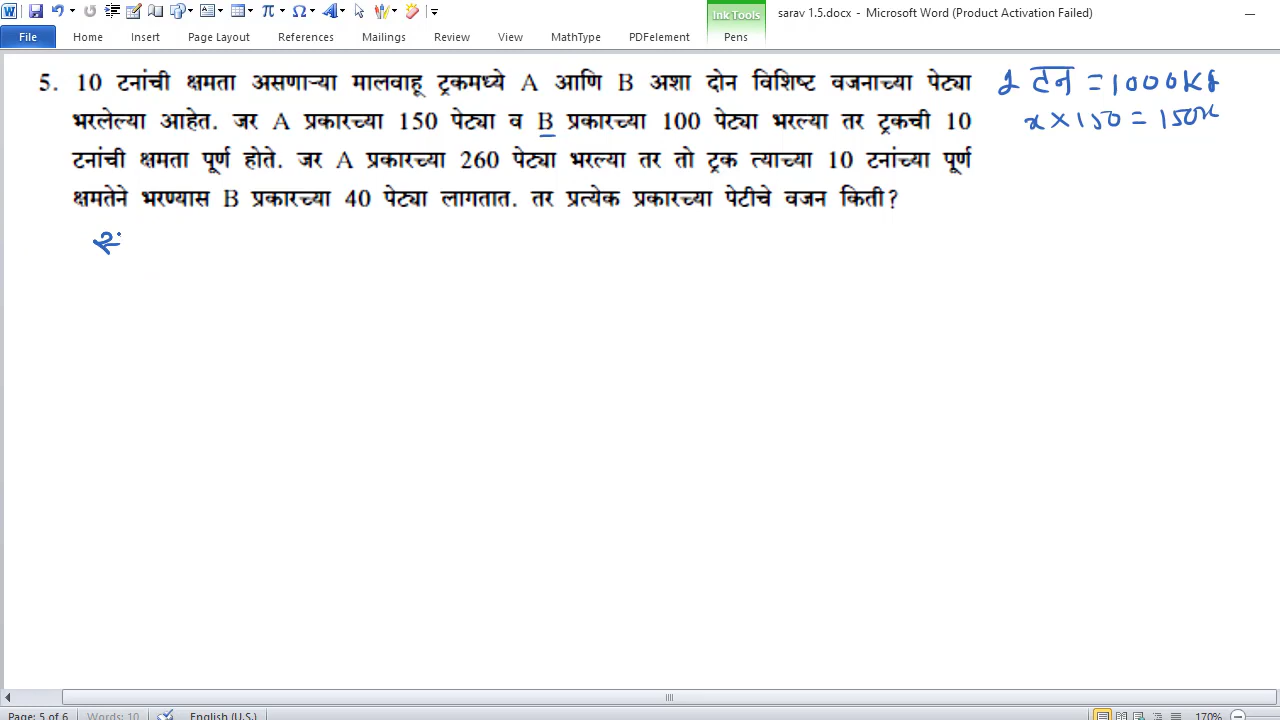 sarav 1.5.docx - Microsoft Word (Product Activation Failed)
Ink Tools
File Home Insert Page Layout References Mailings Review View MathType PDFelement Pens
5. 10 टनांची क्षमता असणाऱ्या मालवाहू ट्रकमध्ये A आणि B अशा दोन विशिष्ट वजनाच्या पेट्या
भरलेल्या आहेत. जर A प्रकारच्या 150 पेट्या व B प्रकारच्या 100 पेट्या भरल्या तर ट्रकची 10
टनांची क्षमता पूर्ण होते. जर A प्रकारच्या 260 पेट्या भरल्या तर तो ट्रक त्याच्या 10 टनांच्या पूर्ण
क्षमतेने भरण्यास B प्रकारच्या 40 पेट्या लागतात. तर प्रत्येक प्रकारच्या पेटीचे वजन किती?
1 टन = 1000 kg
x × 150 = 150x
Page: 5 of 6 Words: 10 English (U.S.) 170%